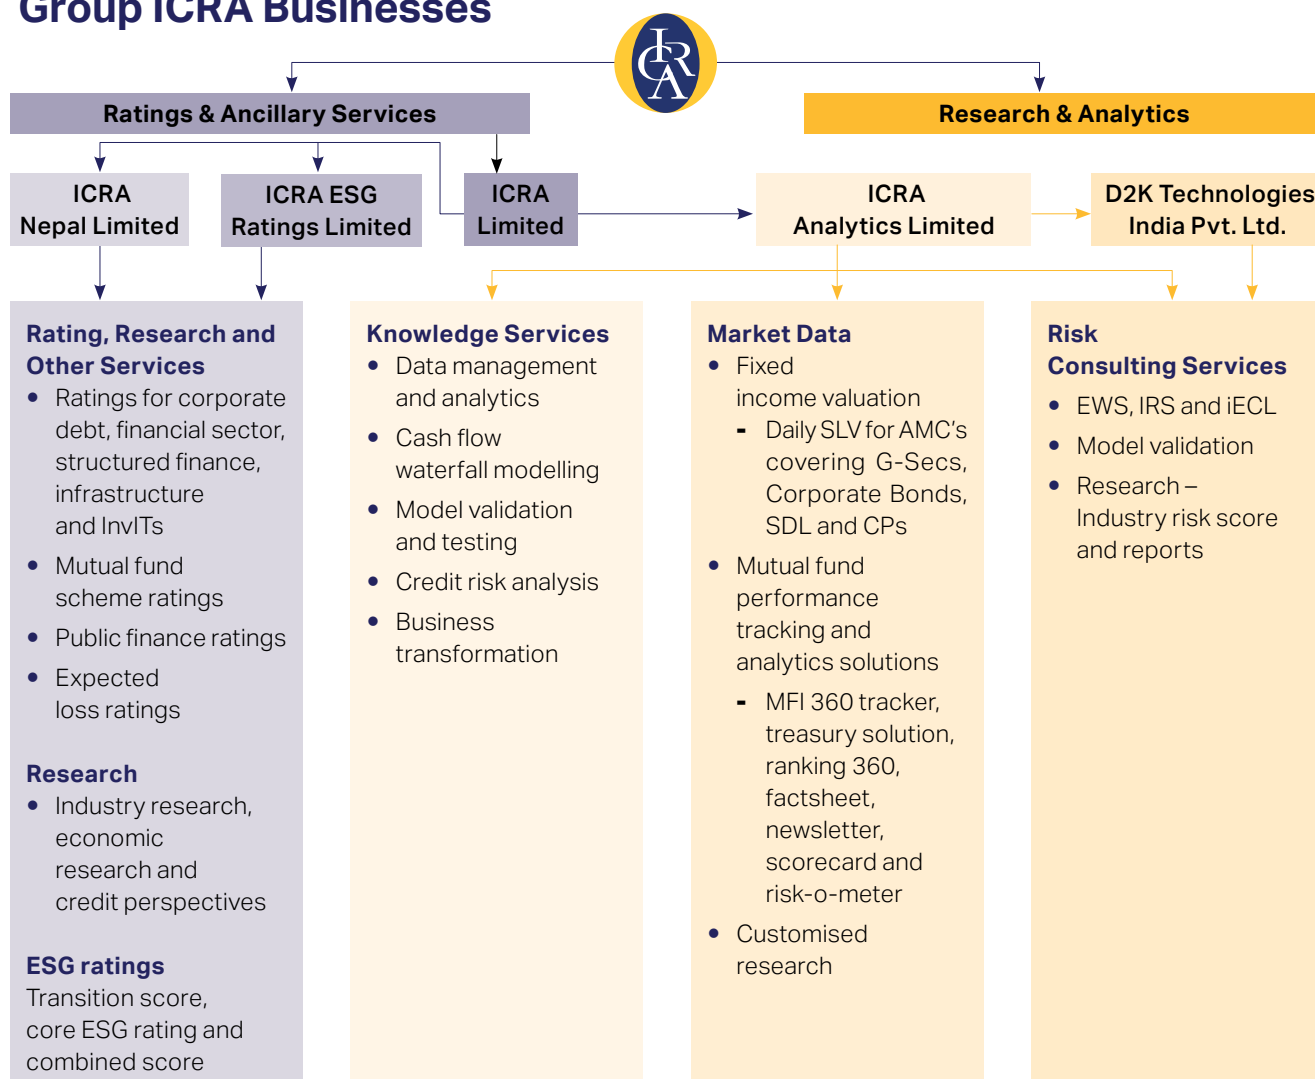 Group ICRA Businesses
ICRA
Ratings & Ancillary Services
Research & Analytics
ICRA
Nepal Limited
ICRA ESG
Ratings Limited
ICRA
Limited
ICRA
Analytics Limited
D2K Technologies
India Pvt. Ltd.
Rating, Research and
Other Services
• Ratings for corporate
debt, financial sector,
structured finance,
infrastructure
and InvITs
• Mutual fund
scheme ratings
• Public finance ratings
• Expected
loss ratings
Research
• Industry research,
economic
research and
credit perspectives
ESG ratings
Transition score,
core ESG rating and
combined score
Knowledge Services
• Data management
and analytics
• Cash flow
waterfall modelling
• Model validation
and testing
• Credit risk analysis
• Business
transformation
Market Data
• Fixed
income valuation
- Daily SLV for AMC's
covering G-Secs,
Corporate Bonds,
SDL and CPs
• Mutual fund
performance
tracking and
analytics solutions
- MFI 360 tracker,
treasury solution,
ranking 360,
factsheet,
newsletter,
scorecard and
risk-o-meter
• Customised
research
Risk
Consulting Services
• EWS, IRS and iECL
• Model validation
• Research –
Industry risk score
and reports